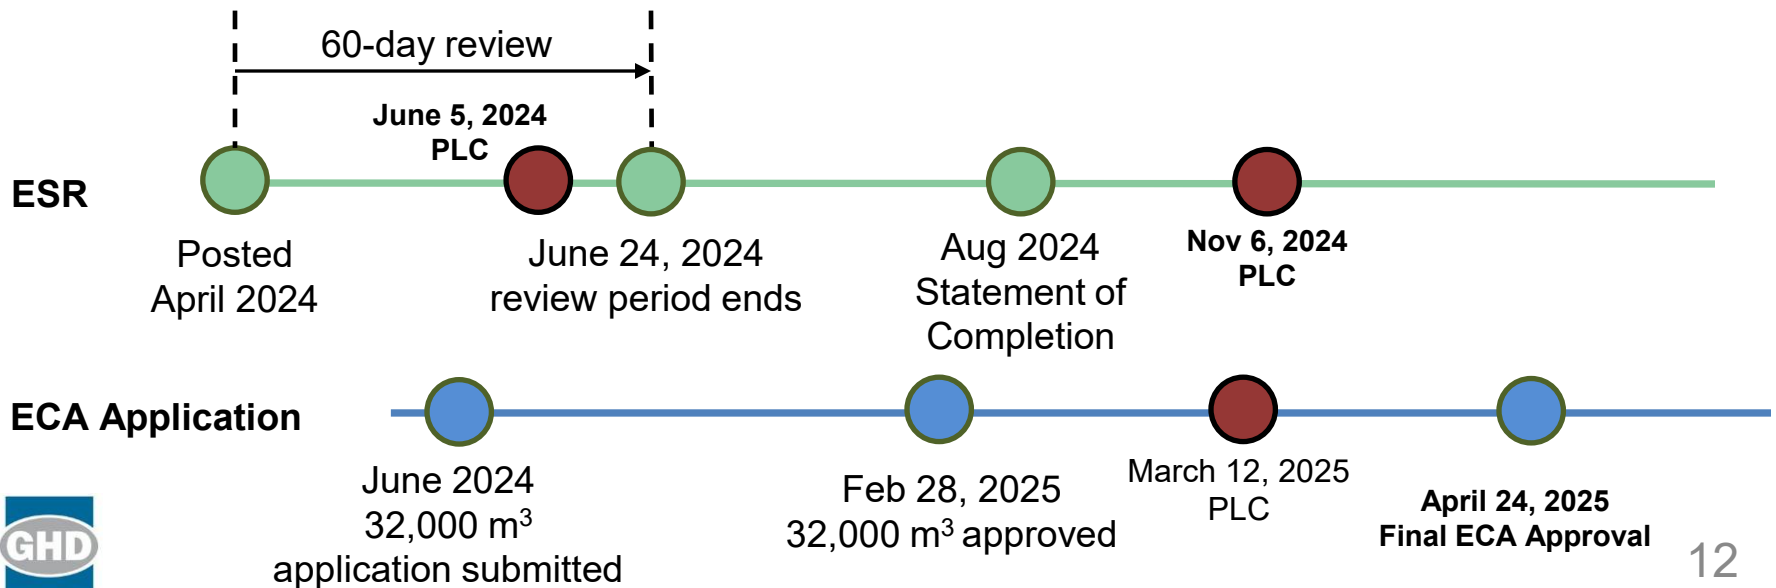 60-day review
June 5, 2024
PLC
ESR
Posted
April 2024
June 24, 2024
review period ends
Aug 2024
Statement of
Completion
Nov 6, 2024
PLC
ECA Application
June 2024
32,000 m³
application submitted
Feb 28, 2025
32,000 m³ approved
March 12, 2025
PLC
April 24, 2025
Final ECA Approval
GHD
12